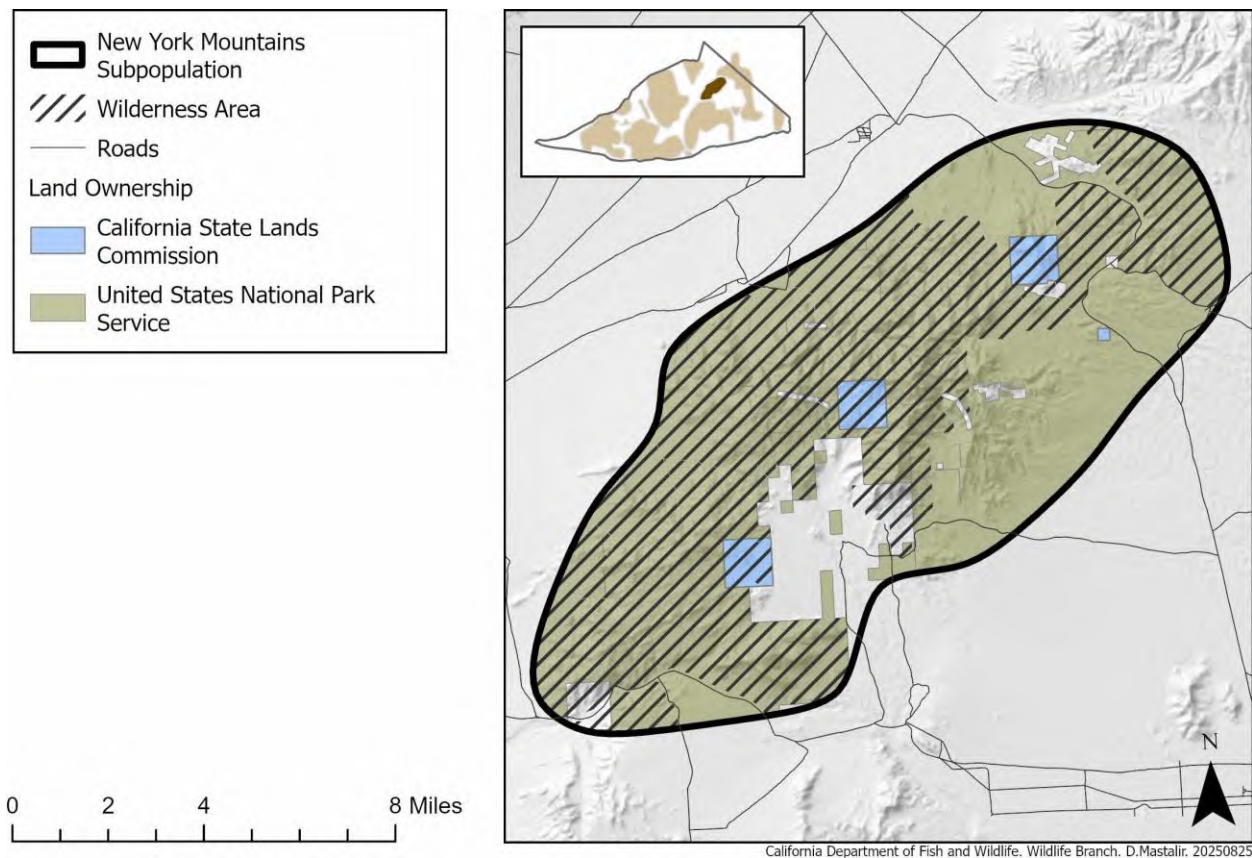 New York Mountains
Subpopulation
Wilderness Area
Roads
Land Ownership
California State Lands
Commission
United States National Park
Service
N
0 2 4 8 Miles
California Department of Fish and Wildlife. Wildlife Branch. D.Mastalir. 20250825